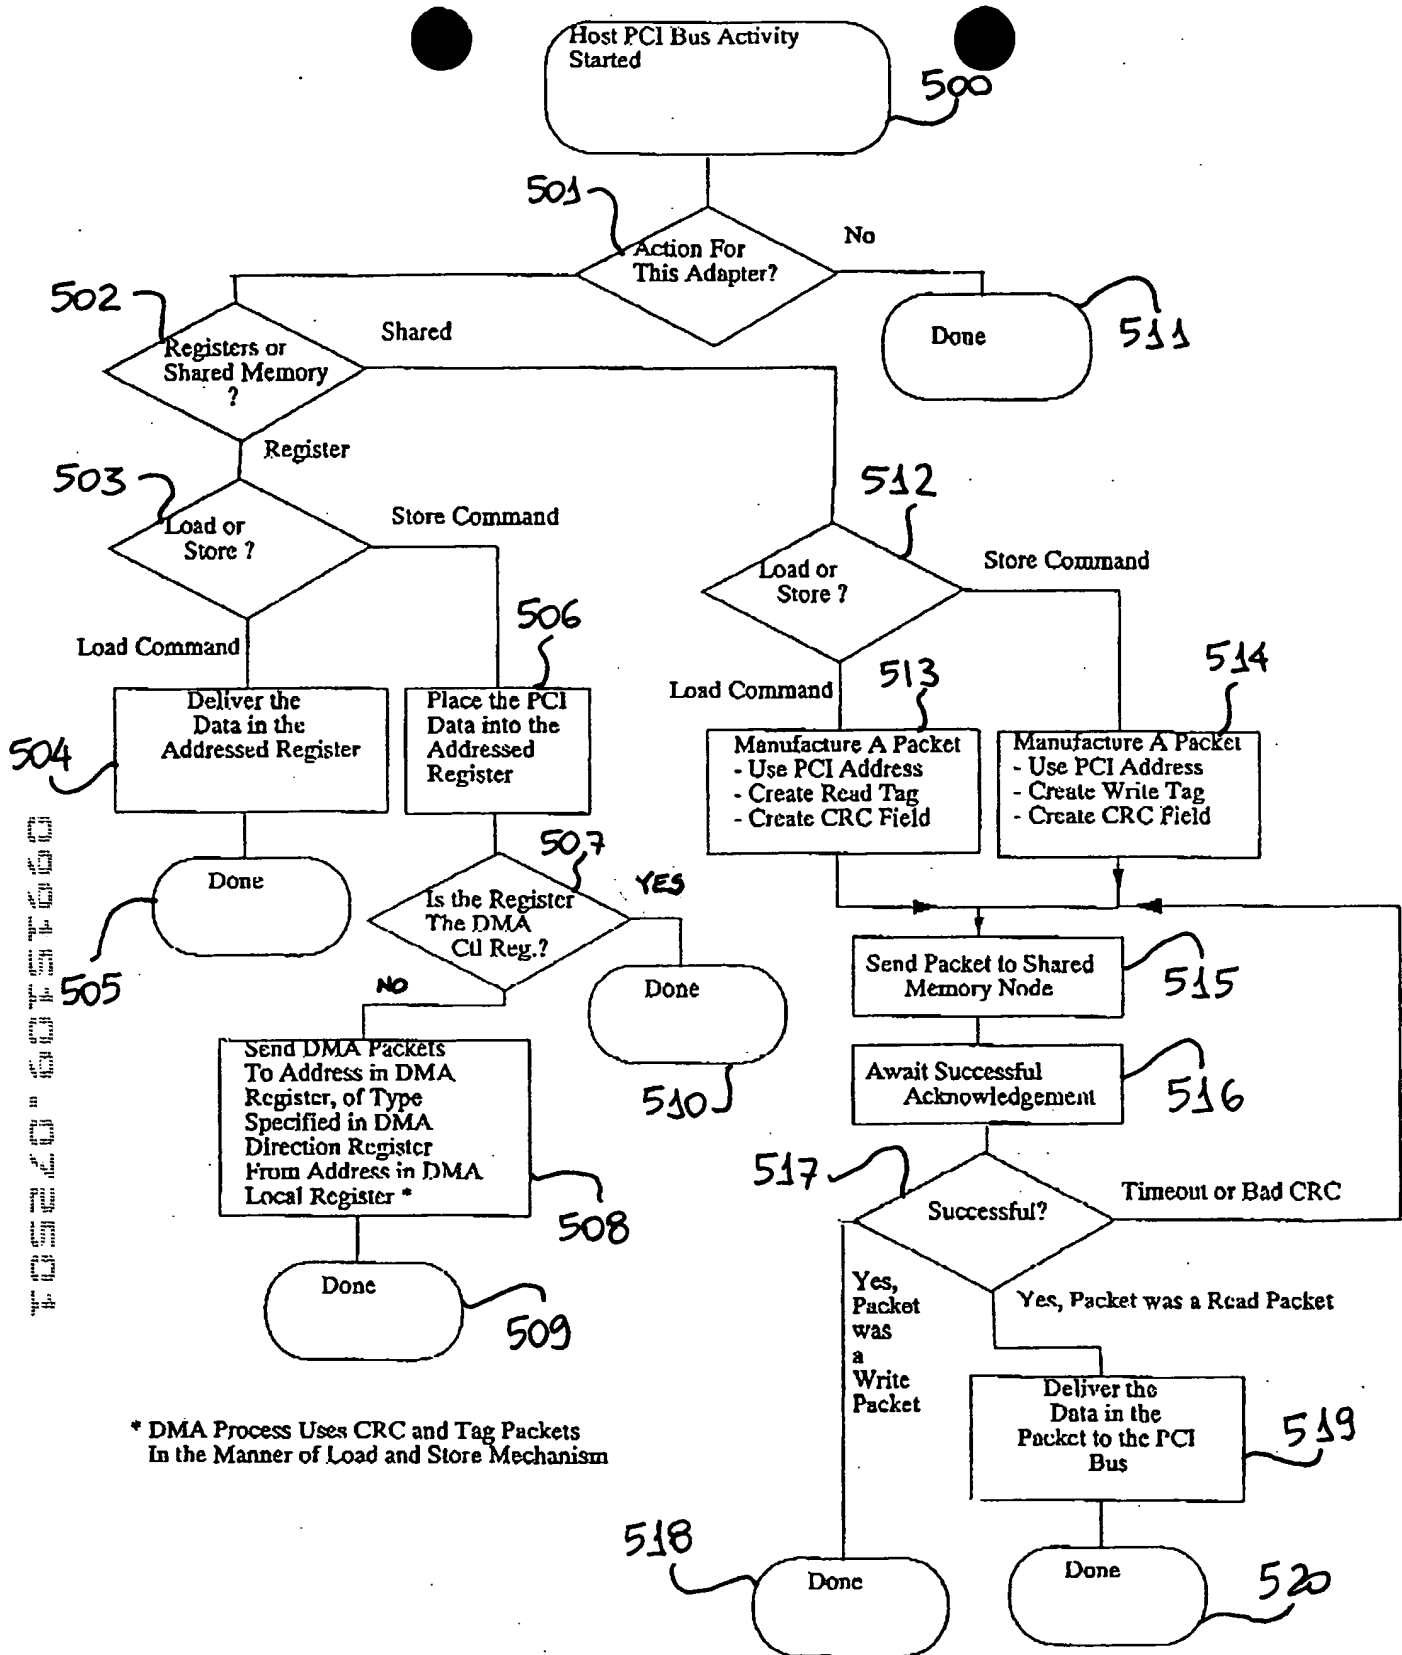 Host PCI Bus Activity
Started
500
501
Action For
This Adapter?
No
Done
511
502
Registers or
Shared Memory
?
Shared
Register
503
Load or
Store ?
Store Command
Load Command
512
Load or
Store ?
Store Command
Load Command
504
Deliver the
Data in the
Addressed Register
506
Place the PCI
Data into the
Addressed
Register
513
Manufacture A Packet
- Use PCI Address
- Create Read Tag
- Create CRC Field
514
Manufacture A Packet
- Use PCI Address
- Create Write Tag
- Create CRC Field
Done
505
507
Is the Register
The DMA
Ctl Reg.?
YES
NO
Done
510
Send DMA Packets
To Address in DMA
Register, of Type
Specified in DMA
Direction Register
From Address in DMA
Local Register *
508
Done
509
Send Packet to Shared
Memory Node
515
Await Successful
Acknowledgement
516
517
Successful?
Timeout or Bad CRC
Yes,
Packet
was
a
Write
Packet
Yes, Packet was a Read Packet
Deliver the
Data in the
Packet to the PCI
Bus
519
518
Done
Done
520
* DMA Process Uses CRC and Tag Packets
In the Manner of Load and Store Mechanism
09915109.072501